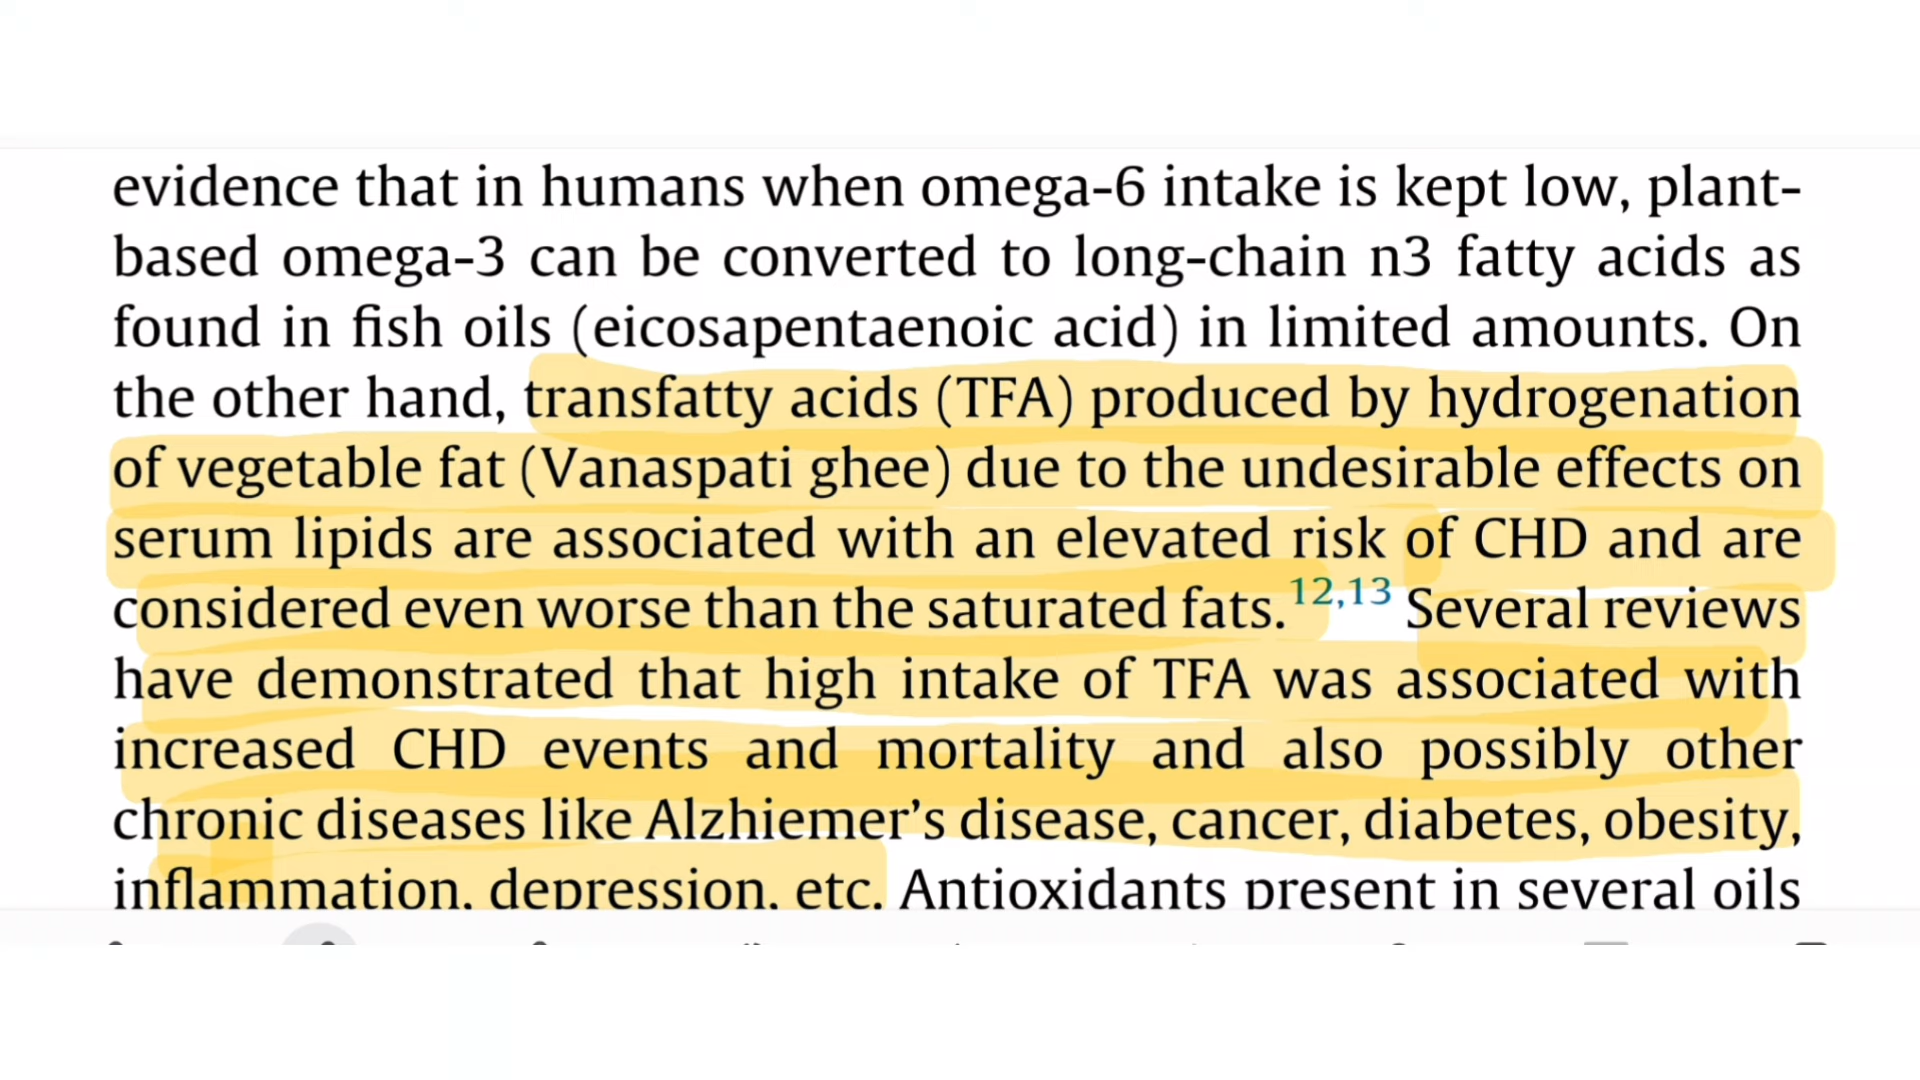 evidence that in humans when omega-6 intake is kept low, plant-
based omega-3 can be converted to long-chain n3 fatty acids as
found in fish oils (eicosapentaenoic acid) in limited amounts. On
the other hand, transfatty acids (TFA) produced by hydrogenation
of vegetable fat (Vanaspati ghee) due to the undesirable effects on
serum lipids are associated with an elevated risk of CHD and are
considered even worse than the saturated fats.12,13 Several reviews
have demonstrated that high intake of TFA was associated with
increased CHD events and mortality and also possibly other
chronic diseases like Alzhiemer’s disease, cancer, diabetes, obesity,
inflammation, depression, etc. Antioxidants present in several oils